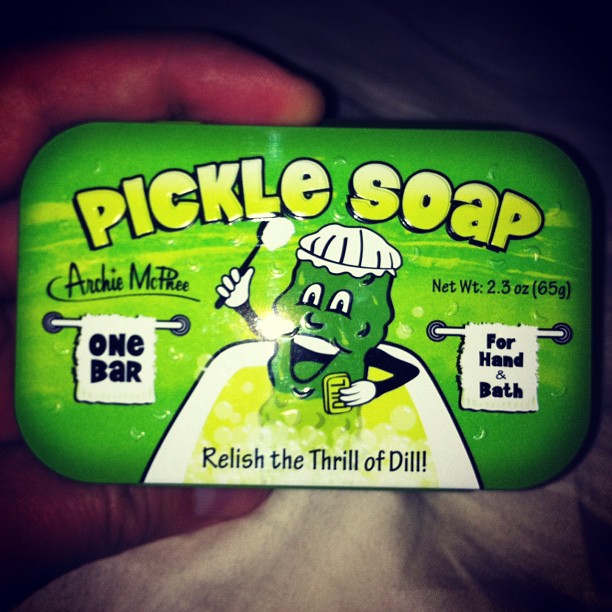 PICKLE SOAP
Archie McPhee
Net Wt: 2.3 oz (65g)
ONE
BAR
For
Hand
&
Bath
Relish the Thrill of Dill!